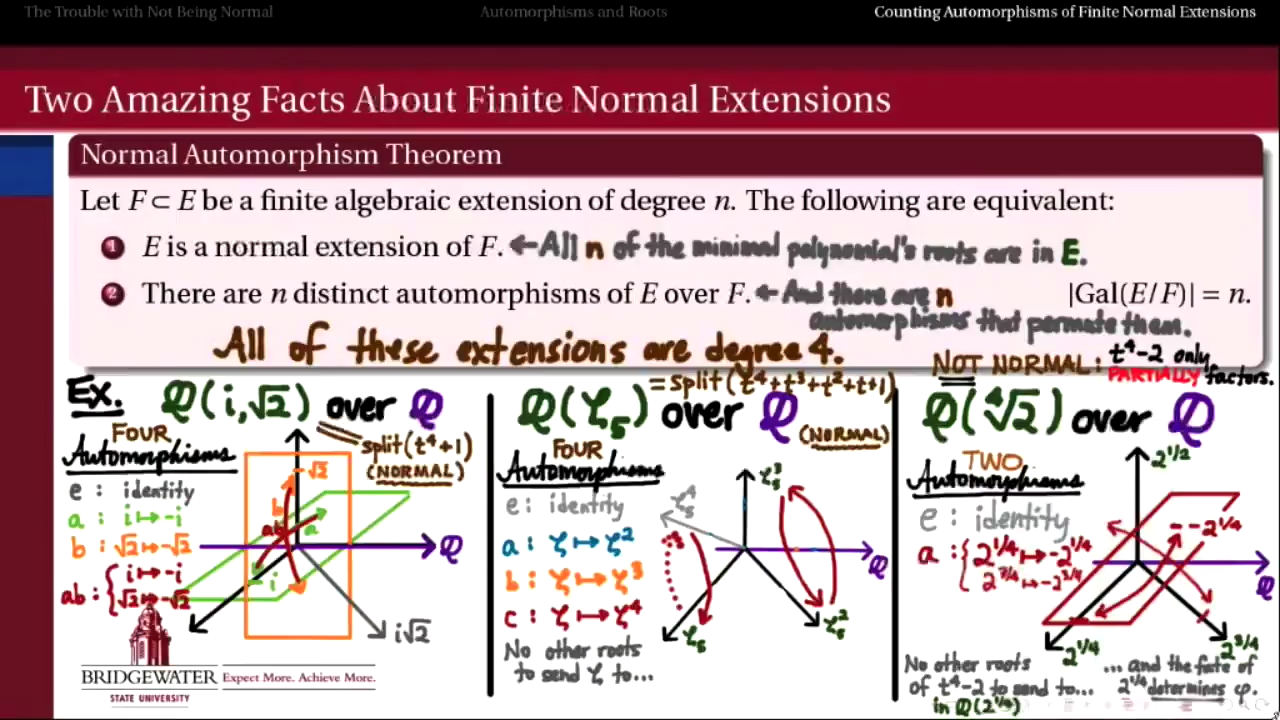 The Trouble with Not Being Normal
Automorphisms and Roots
Counting Automorphisms of Finite Normal Extensions
Two Amazing Facts About Finite Normal Extensions
Normal Automorphism Theorem
Let F ⊂ E be a finite algebraic extension of degree n. The following are equivalent:
1 E is a normal extension of F. ← All n of the minimal polynomial's roots are in E.
2 There are n distinct automorphisms of E over F. ← And there are n automorphisms that permute them.
|Gal(E/F)| = n.
All of these extensions are degree 4.
Ex. Q(i,√2) over Q
= split(t⁴+1)
(NORMAL)
FOUR
Automorphisms
e : identity
a : i ↦ -i
b : √2 ↦ -√2
ab : { i ↦ -i
√2 ↦ -√2
√2
b
ab
a
i
Q
i√2
BRIDGEWATER
STATE UNIVERSITY
Expect More. Achieve More.
= split(t⁴+t³+t²+t+1)
Q(ζ₅) over Q
(NORMAL)
FOUR
Automorphisms
e : identity
a : ζ ↦ ζ²
b : ζ ↦ ζ³
c : ζ ↦ ζ⁴
No other roots
to send ζ to...
ζ₅³
ζ₅⁴
Q
ζ₅
ζ₅²
NOT NORMAL: t⁴-2 only
PARTIALLY factors.
Q(⁴√2) over Q
TWO
Automorphisms
e : identity
a : { 2^1/4 ↦ -2^1/4
2^3/4 ↦ -2^3/4
2^1/2
-2^1/4
Q
2^1/4
2^3/4
No other roots
of t⁴-2 to send to...
in Q(2^1/4)
... and the fate of
2^1/4 determines φ.